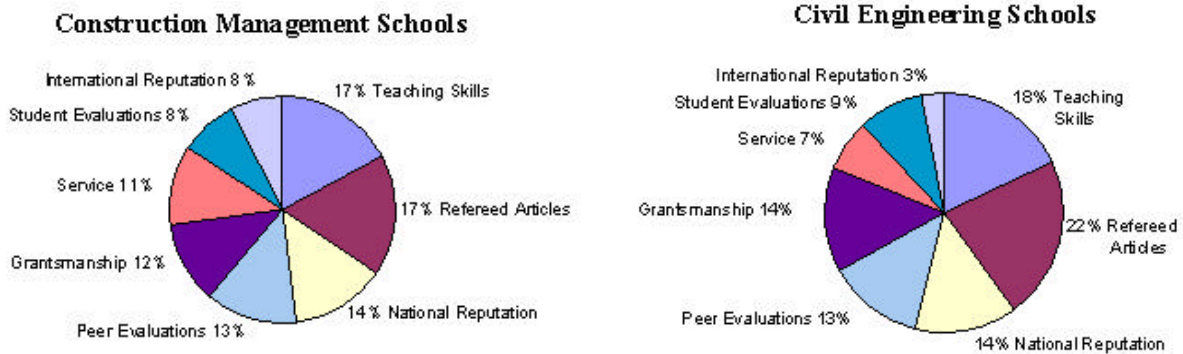 Construction Management Schools
International Reputation 8 %
17% Teaching Skills
Student Evaluations 8%
Service 11%
17% Refereed Articles
Grantsmanship 12%
14% National Reputation
Peer Evaluations 13%
Civil Engineering Schools
International Reputation 3%
Student Evaluations 9%
18% Teaching
Skills
Service 7%
Grantsmanship 14%
22% Refereed
Articles
Peer Evaluations 13%
14% National Reputation